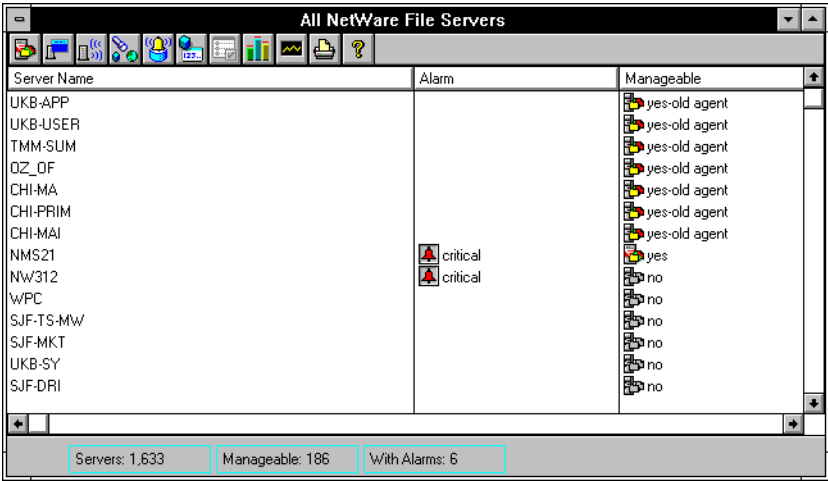 All NetWare File Servers
123..
?
Server Name Alarm Manageable
UKB-APP yes-old agent
UKB-USER yes-old agent
TMM-SUM yes-old agent
OZ_OF yes-old agent
CHI-MA yes-old agent
CHI-PRIM yes-old agent
CHI-MAI yes-old agent
NMS21 critical yes
NW312 critical no
WPC no
SJF-TS-MW no
SJF-MKT no
UKB-SY no
SJF-DRI no
Servers: 1,633 Manageable: 186 With Alarms: 6